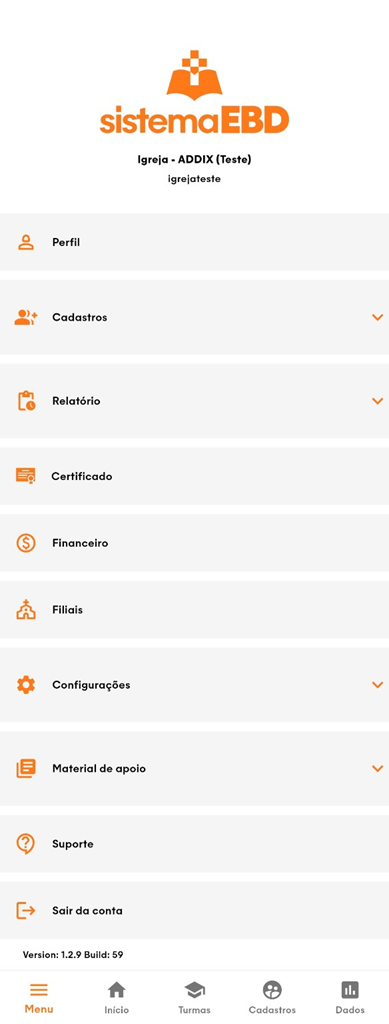 sistemaEBD
Igreja - ADDIX (Teste)
igrejateste
Perfil
Cadastros
Relatório
Certificado
Financeiro
Filiais
Configurações
Material de apoio
Suporte
Sair da conta
Version: 1.2.9 Build: 59
Menu
Início
Turmas
Cadastros
Dados